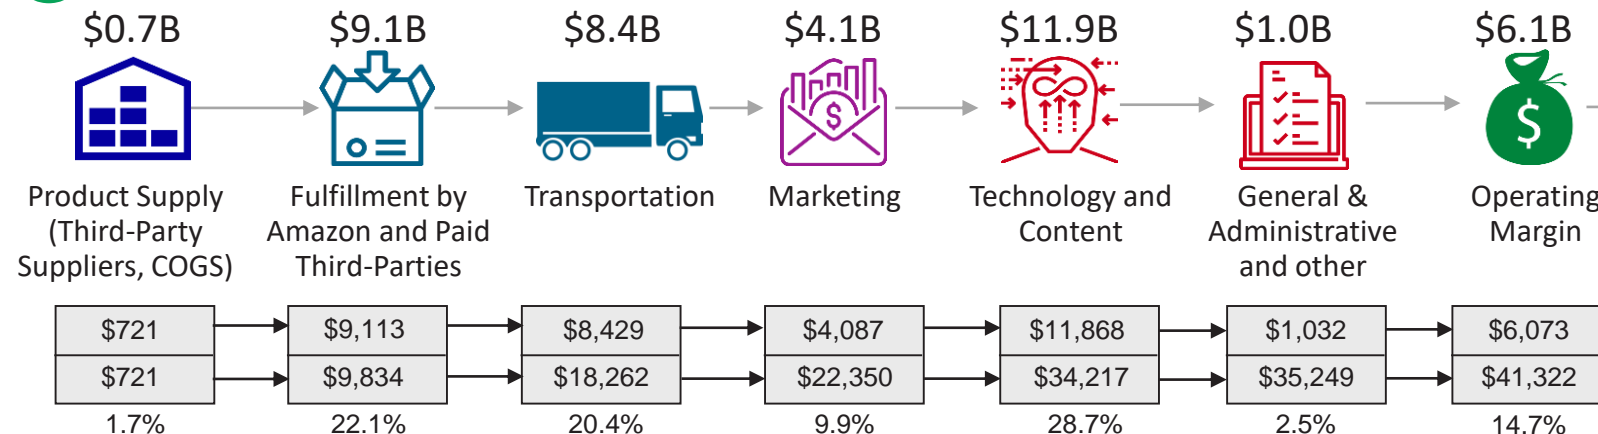 $0.7B $9.1B $8.4B $4.1B $11.9B $1.0B $6.1B
$
$
Product Supply
(Third-Party
Suppliers, COGS)
Fulfillment by
Amazon and Paid
Third-Parties
Transportation
Marketing
Technology and
Content
General &
Administrative
and other
Operating
Margin
$721 $9,113 $8,429 $4,087 $11,868 $1,032 $6,073
$721 $9,834 $18,262 $22,350 $34,217 $35,249 $41,322
1.7% 22.1% 20.4% 9.9% 28.7% 2.5% 14.7%